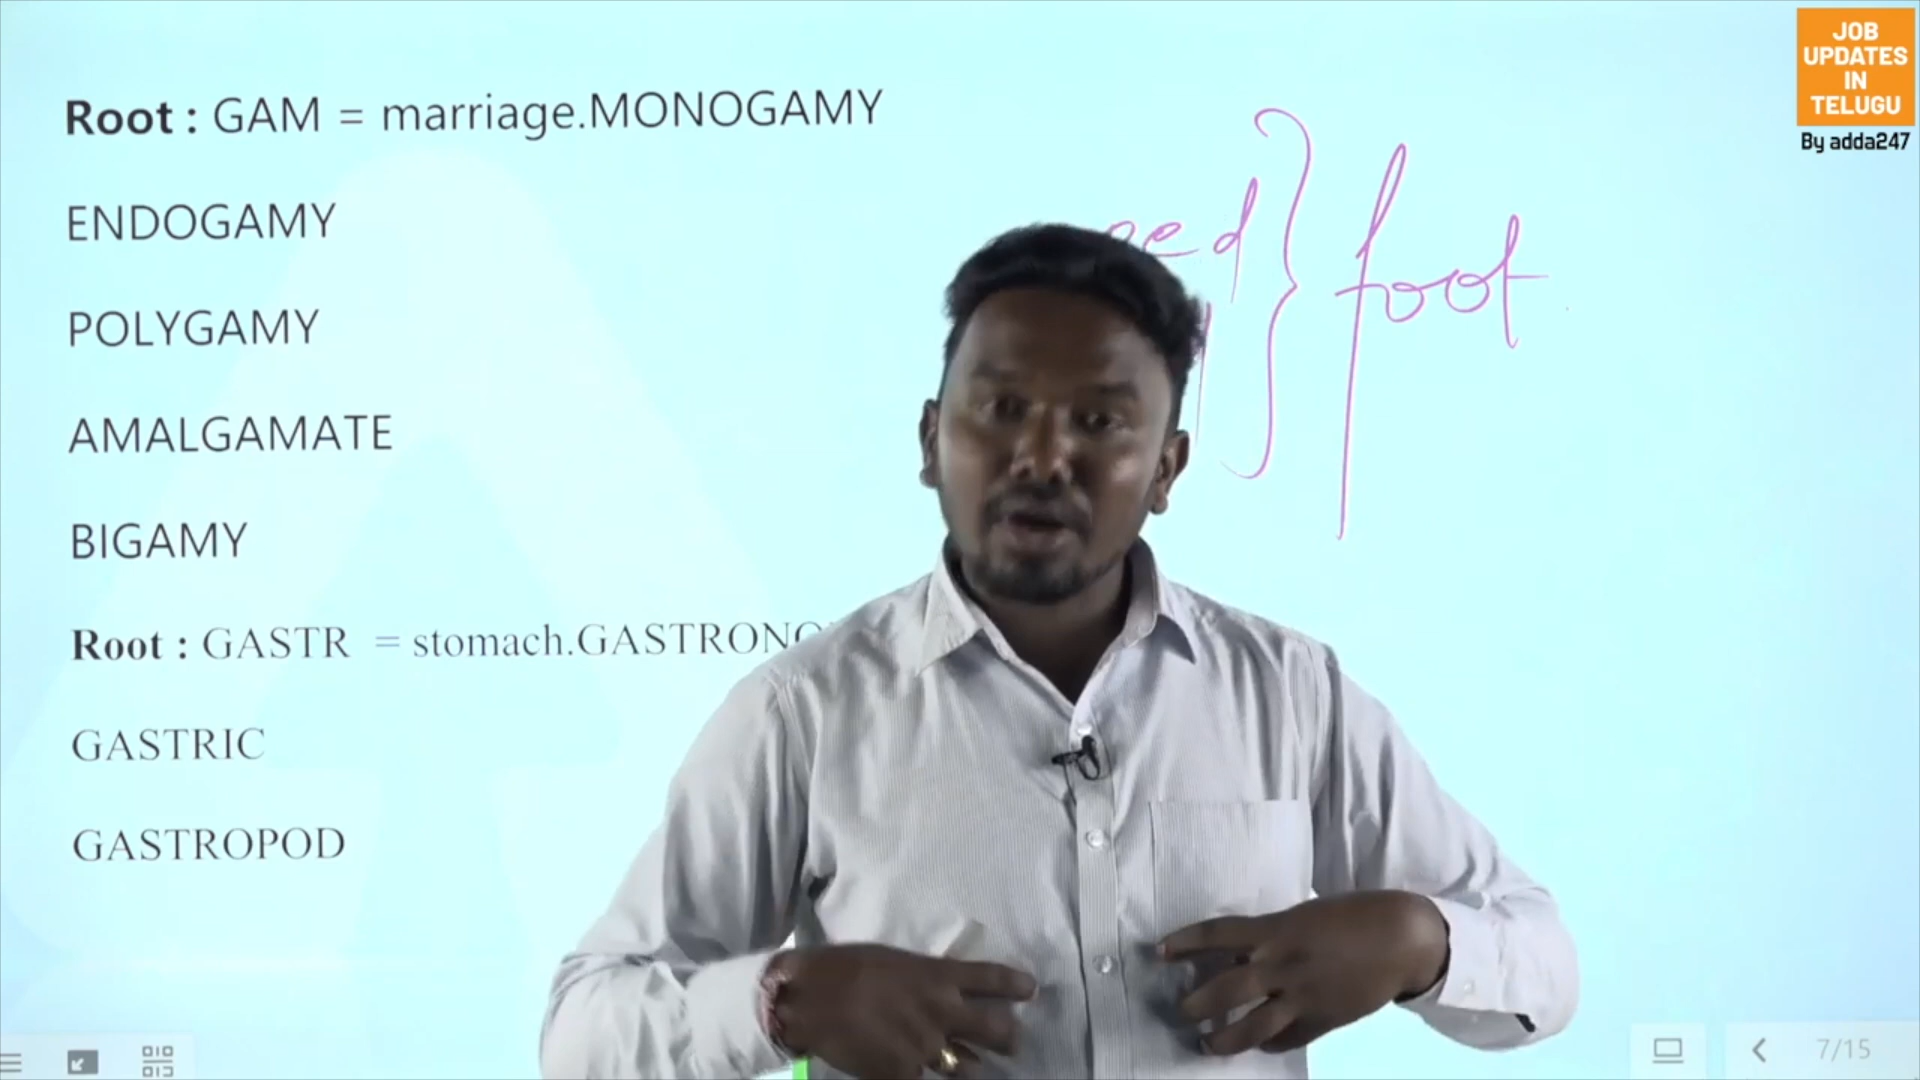 Root : GAM = marriage.MONOGAMY
ENDOGAMY
POLYGAMY
AMALGAMATE
BIGAMY
Root : GASTR = stomach.
GASTRIC
GASTROPOD
foot
JOB
UPDATES
IN
TELUGU
By adda247
7/15